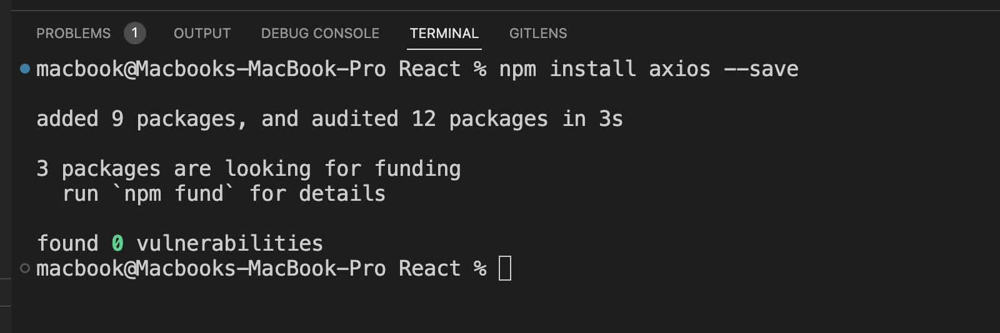 PROBLEMS 1 OUTPUT DEBUG CONSOLE TERMINAL GITLENS
macbook@Macbooks-MacBook-Pro React % npm install axios --save
added 9 packages, and audited 12 packages in 3s
3 packages are looking for funding
  run `npm fund` for details
found 0 vulnerabilities
macbook@Macbooks-MacBook-Pro React %